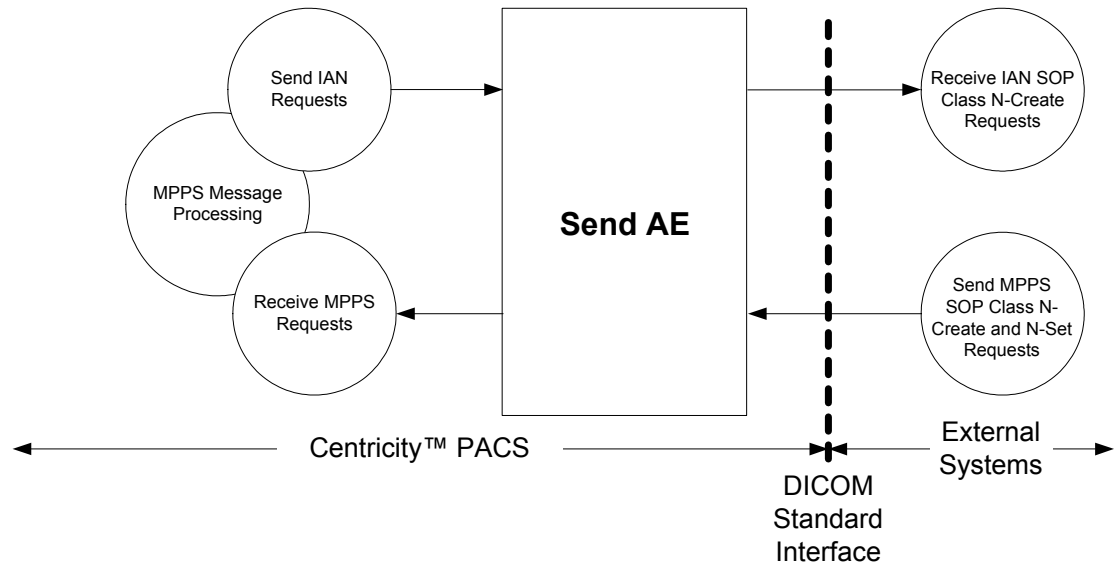 Send IAN
Requests
MPPS Message
Processing
Receive MPPS
Requests
Send AE
Receive IAN SOP
Class N-Create
Requests
Send MPPS
SOP Class N-
Create and N-Set
Requests
Centricity™ PACS
External
Systems
DICOM
Standard
Interface